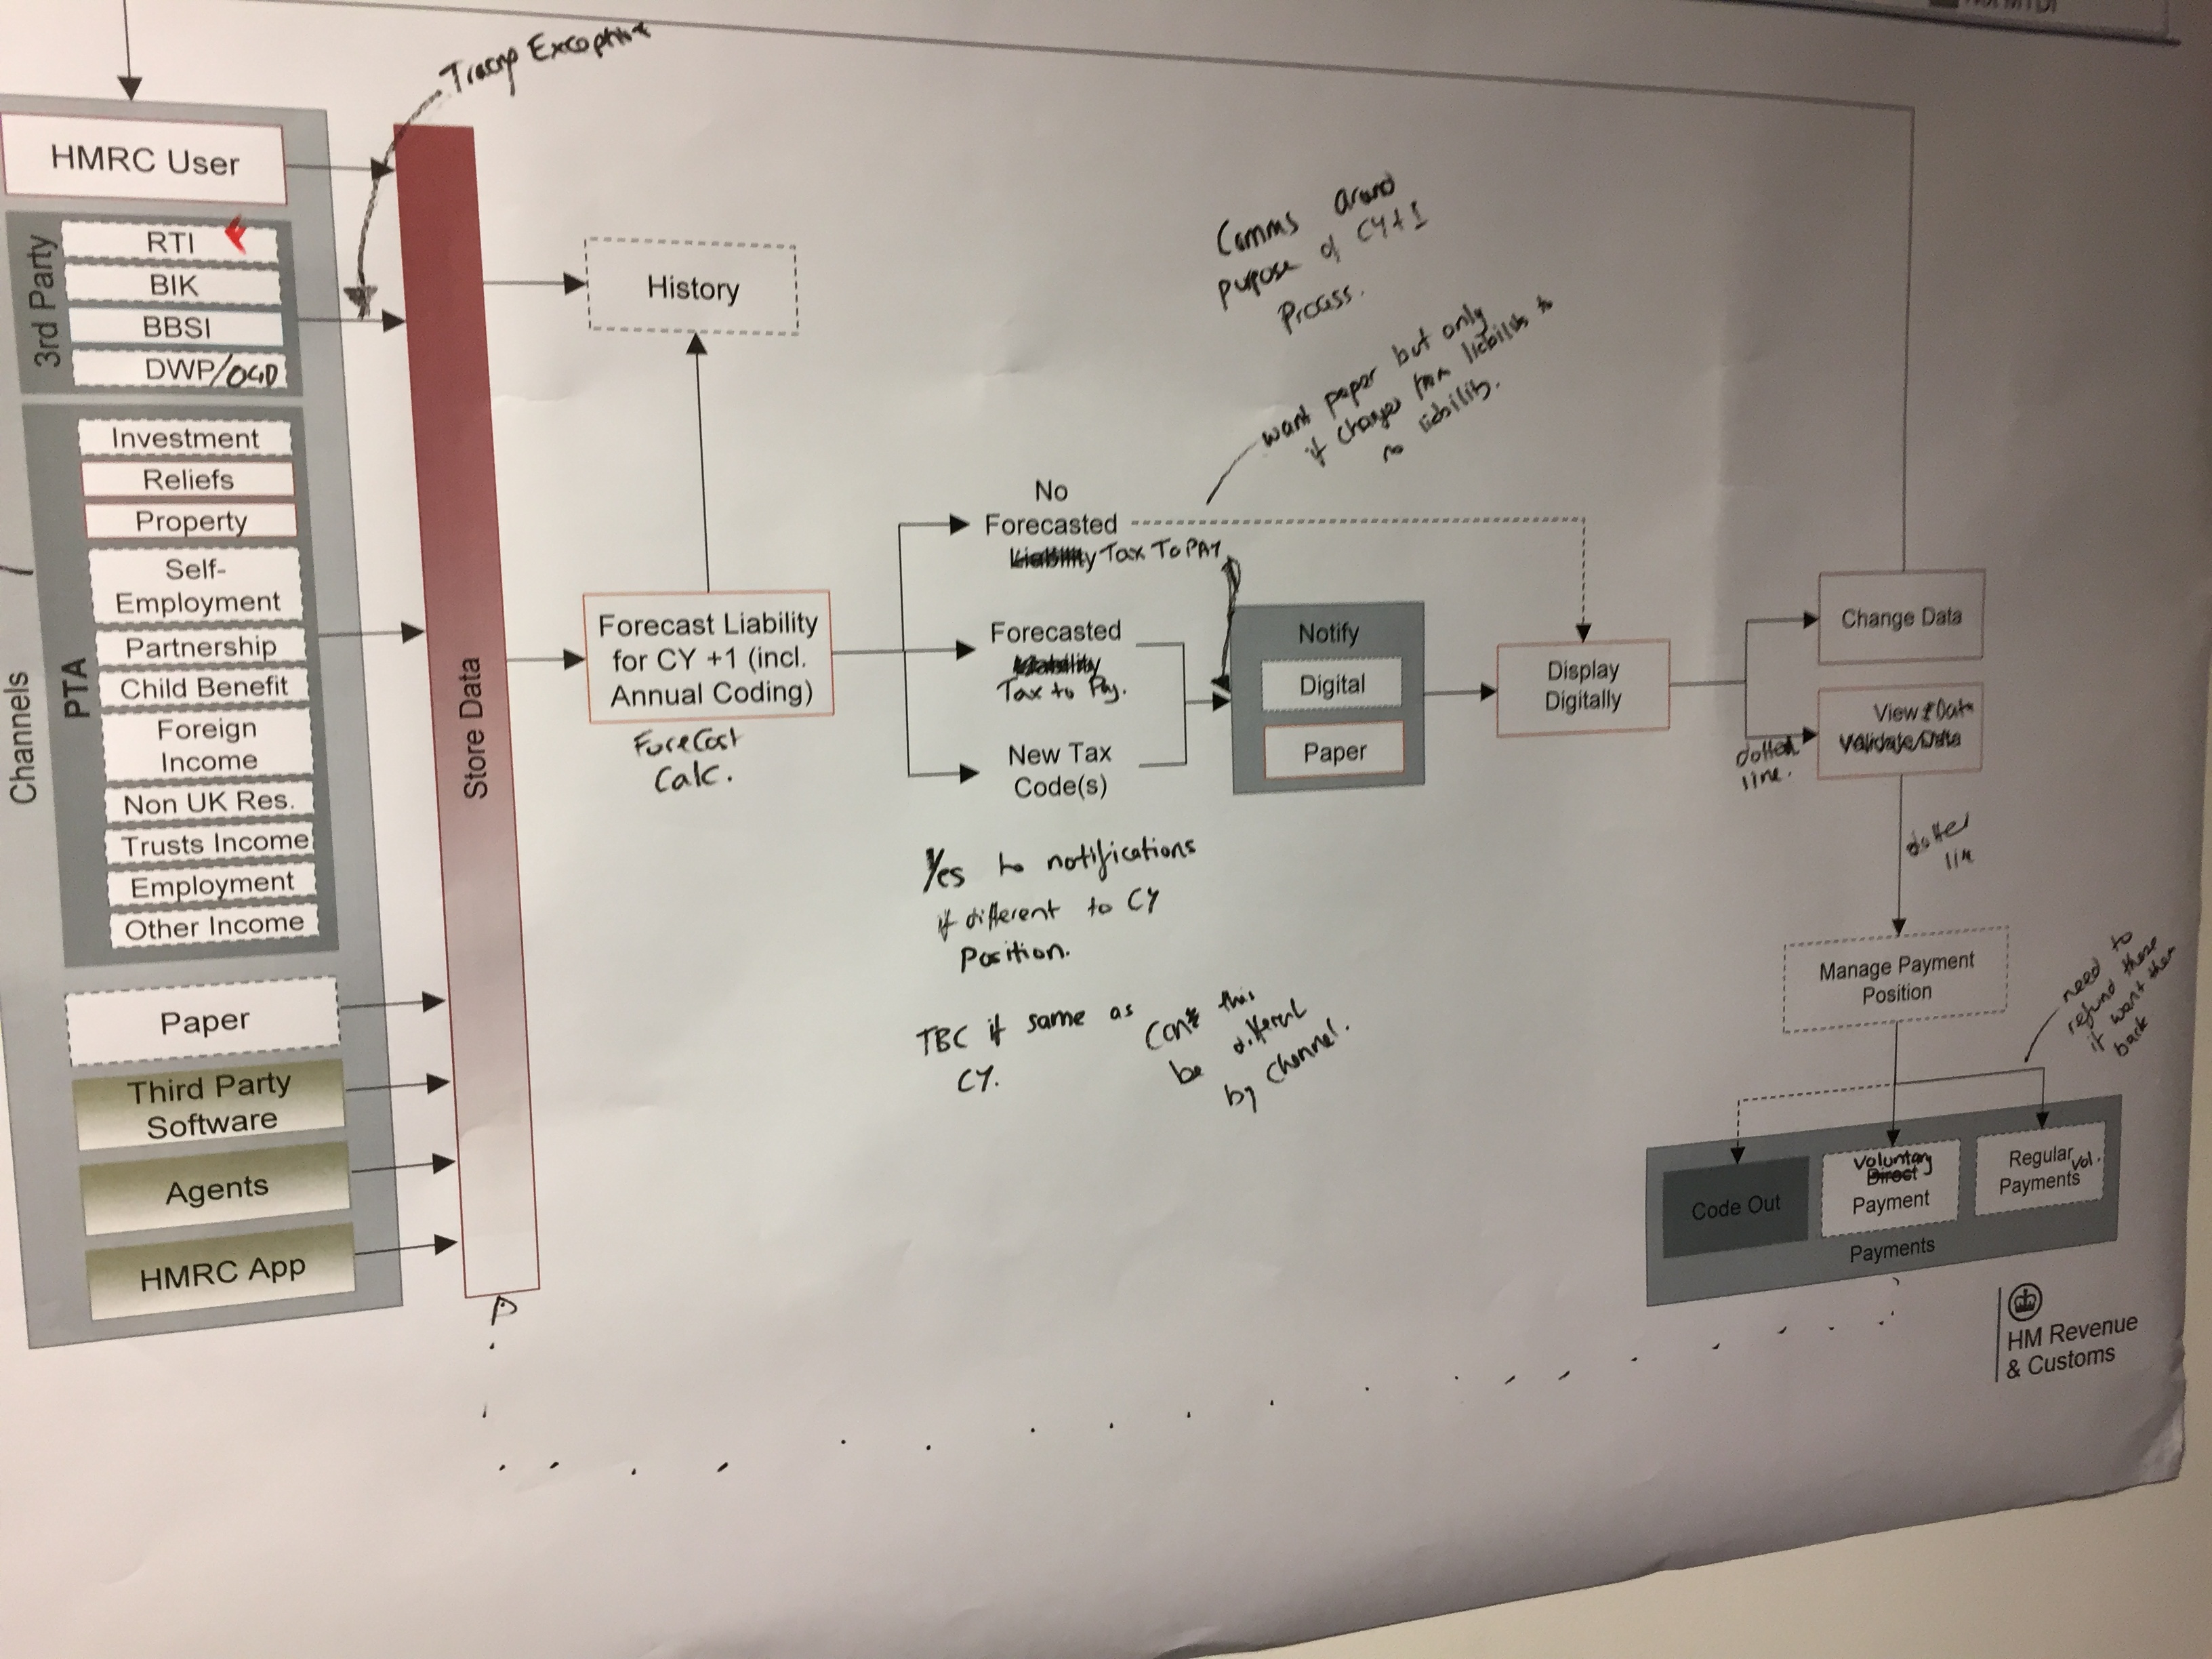 HMRC User
3rd Party
RTI
BIK
BBSI
DWP/OGD
Channels
PTA
Investment
Reliefs
Property
Self-
Employment
Partnership
Child Benefit
Foreign
Income
Non UK Res.
Trusts Income
Employment
Other Income
Paper
Third Party
Software
Agents
HMRC App
Store Data
History
Forecast Liability
for CY +1 (incl.
Annual Coding)
ForeCast
Calc.
Comms around
purpose of CY+1
Process.
want paper but only
if changes from liability to
no liability.
No
Forecasted
Liability Tax To PAY
Forecasted
Liability
Tax to Pay.
New Tax
Code(s)
Yes to notifications
if different to CY
Position.
TBC if same as
CY.
this
be different
by channel.
Notify
Digital
Paper
Display
Digitally
Change Data
View & Data
Validate/Data
dotted
line.
dotted
Manage Payment
Position
need to
refund these
if want them
back
Code Out
Voluntary
Direct
Payment
Regular vol.
Payments
Payments
HM Revenue
& Customs